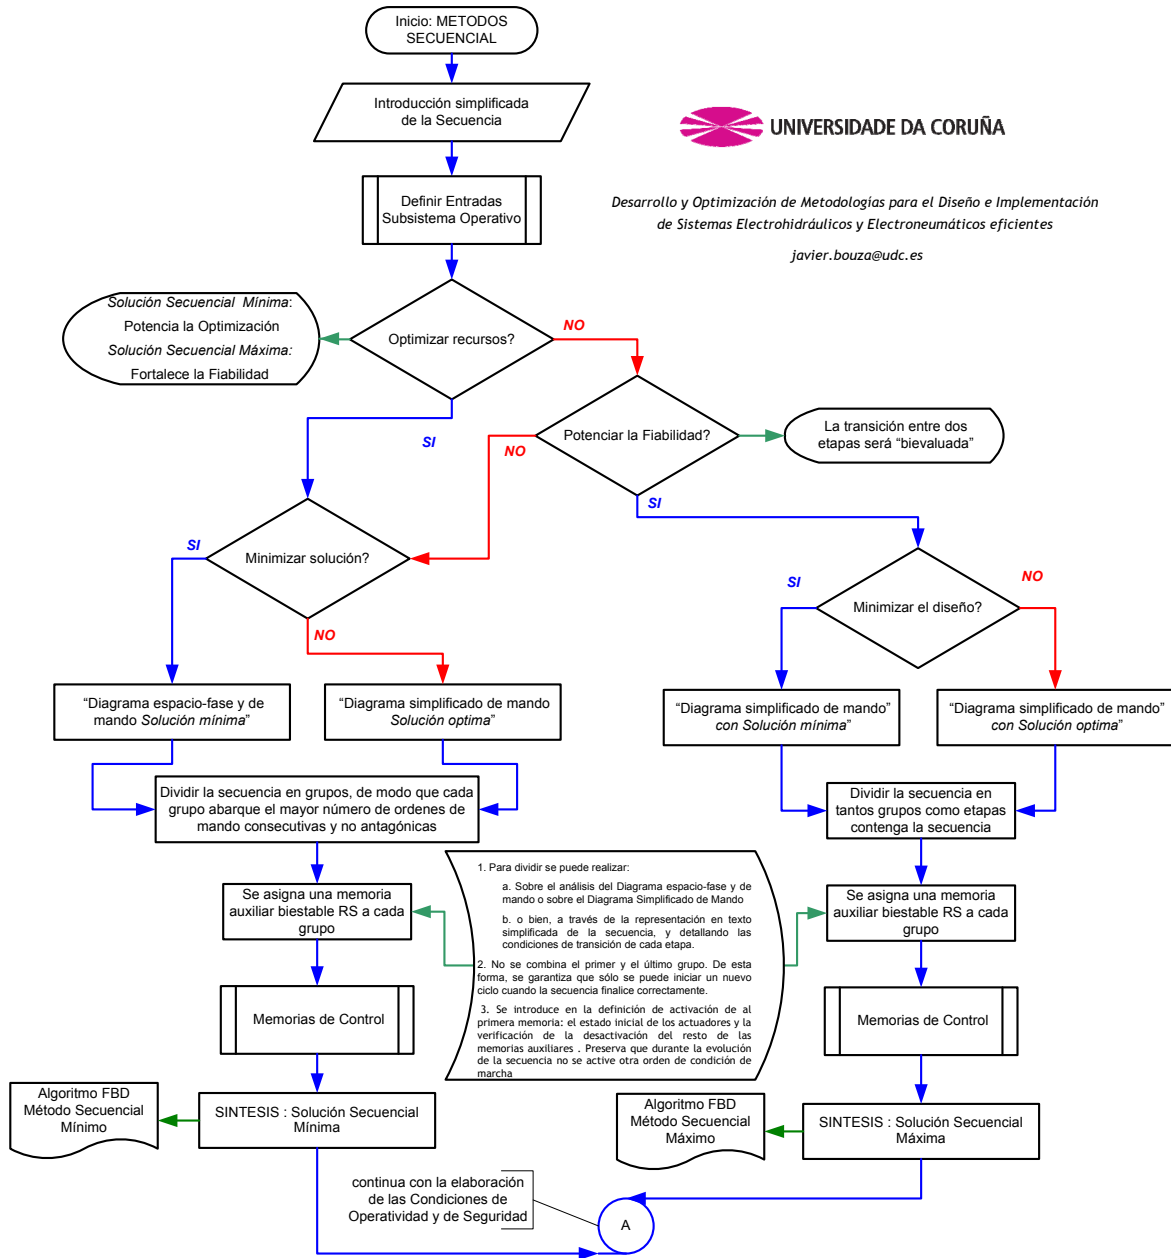 Inicio: METODOS
SECUENCIAL
Introducción simplificada
de la Secuencia
UNIVERSIDADE DA CORUÑA
Definir Entradas
Subsistema Operativo
Desarrollo y Optimización de Metodologías para el Diseño e Implementación
de Sistemas Electrohidráulicos y Electroneumáticos eficientes
javier.bouza@udc.es
Solución Secuencial Mínima:
Potencia la Optimización
Solución Secuencial Máxima:
Fortalece la Fiabilidad
Optimizar recursos?
NO
SI
Potenciar la Fiabilidad?
NO
SI
La transición entre dos
etapas será “bievaluada”
Minimizar solución?
SI
NO
Minimizar el diseño?
SI
NO
“Diagrama espacio-fase y de
mando Solución mínima”
“Diagrama simplificado de mando
Solución optima”
“Diagrama simplificado de mando”
con Solución mínima”
“Diagrama simplificado de mando”
con Solución optima”
Dividir la secuencia en grupos, de modo que cada
grupo abarque el mayor número de ordenes de
mando consecutivas y no antagónicas
Dividir la secuencia en
tantos grupos como etapas
contenga la secuencia
Se asigna una memoria
auxiliar biestable RS a cada
grupo
1. Para dividir se puede realizar:
a. Sobre el análisis del Diagrama espacio-fase y de
mando o sobre el Diagrama Simplificado de Mando
b. o bien, a través de la representación en texto
simplificada de la secuencia, y detallando las
condiciones de transición de cada etapa.
2. No se combina el primer y el último grupo. De esta
forma, se garantiza que sólo se puede iniciar un nuevo
ciclo cuando la secuencia finalice correctamente.
3. Se introduce en la definición de activación de al
primera memoria: el estado inicial de los actuadores y la
verificación de la desactivación del resto de las
memorias auxiliares . Preserva que durante la evolución
de la secuencia no se active otra orden de condición de
marcha
Se asigna una memoria
auxiliar biestable RS a cada
grupo
Memorias de Control
Memorias de Control
Algoritmo FBD
Método Secuencial
Mínimo
SINTESIS : Solución Secuencial
Mínima
Algoritmo FBD
Método Secuencial
Máximo
SINTESIS : Solución Secuencial
Máxima
continua con la elaboración
de las Condiciones de
Operatividad y de Seguridad
A